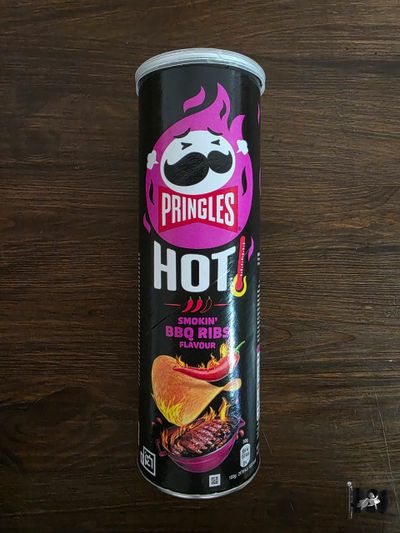 PRINGLES
HOT
SMOKIN'
BBQ RIBS
FLAVOUR